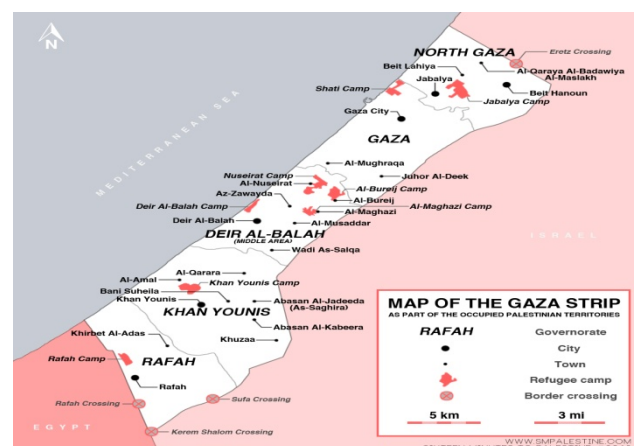 N
NORTH GAZA
Eretz Crossing
Beit Lahiya
Al-Qaraya Al-Badawiya
Al-Maslakh
Shati Camp
Jabalya
Beit Hanoun
Jabalya Camp
Gaza City
GAZA
MEDITERRANEAN SEA
Al-Mughraqa
Nuseirat Camp
Juhor Al-Deek
Al-Nuseirat
Az-Zawayda
Al-Bureij Camp
Al-Bureij
Deir Al-Balah Camp
Al-Maghazi
Al-Maghazi Camp
Deir Al-Balah
Al-Musaddar
DEIR AL-BALAH
(MIDDLE AREA)
ISRAEL
Wadi As-Salqa
Al-Qarara
Al-Amal
Khan Younis Camp
Bani Suheila
Khan Younis
Abasan Al-Jadeeda
(As-Saghira)
KHAN YOUNIS
Abasan Al-Kabeera
Khirbet Al-Adas
Khuzaa
Rafah Camp
RAFAH
Rafah
Rafah Crossing
Sufa Crossing
EGYPT
Kerem Shalom Crossing
MAP OF THE GAZA STRIP
AS PART OF THE OCCUPIED PALESTINIAN TERRITORIES
RAFAH Governorate
City
Town
Refugee camp
Border crossing
5 km 3 mi
WWW.SMPALESTINE.COM